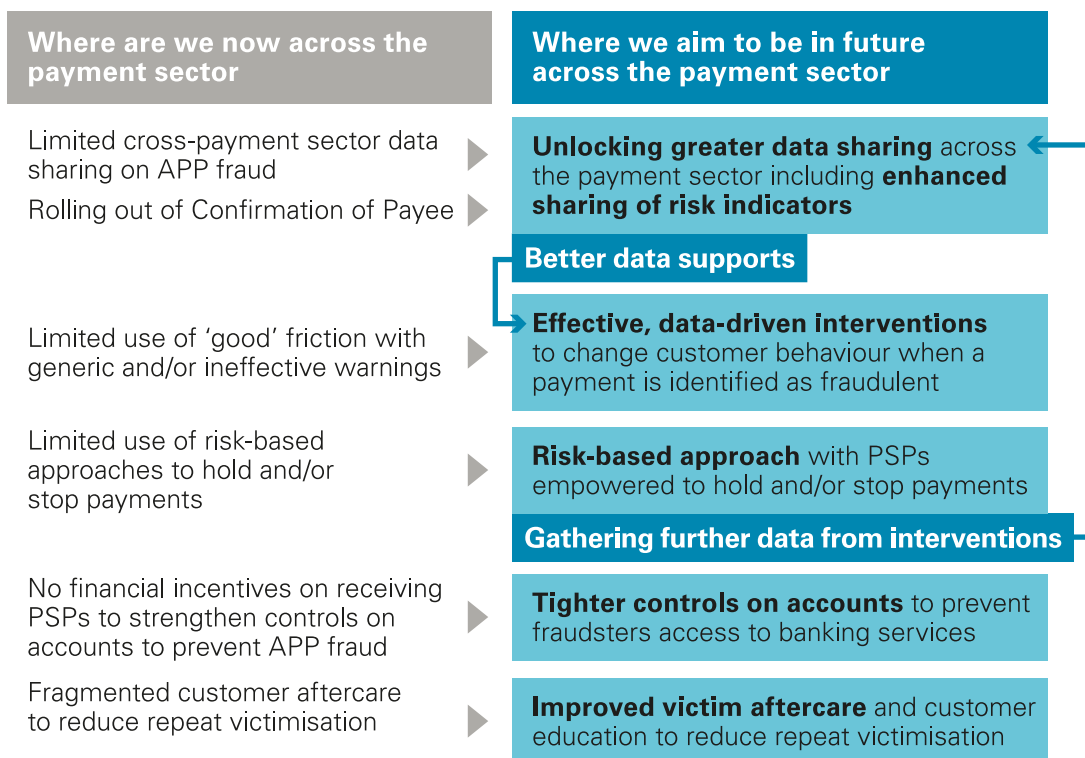 Where are we now across the
payment sector
Where we aim to be in future
across the payment sector
Limited cross-payment sector data
sharing on APP fraud
Rolling out of Confirmation of Payee
Unlocking greater data sharing across
the payment sector including enhanced
sharing of risk indicators
Better data supports
Limited use of ‘good’ friction with
generic and/or ineffective warnings
Effective, data-driven interventions
to change customer behaviour when a
payment is identified as fraudulent
Limited use of risk-based
approaches to hold and/or
stop payments
Risk-based approach with PSPs
empowered to hold and/or stop payments
Gathering further data from interventions
No financial incentives on receiving
PSPs to strengthen controls on
accounts to prevent APP fraud
Tighter controls on accounts to prevent
fraudsters access to banking services
Fragmented customer aftercare
to reduce repeat victimisation
Improved victim aftercare and customer
education to reduce repeat victimisation